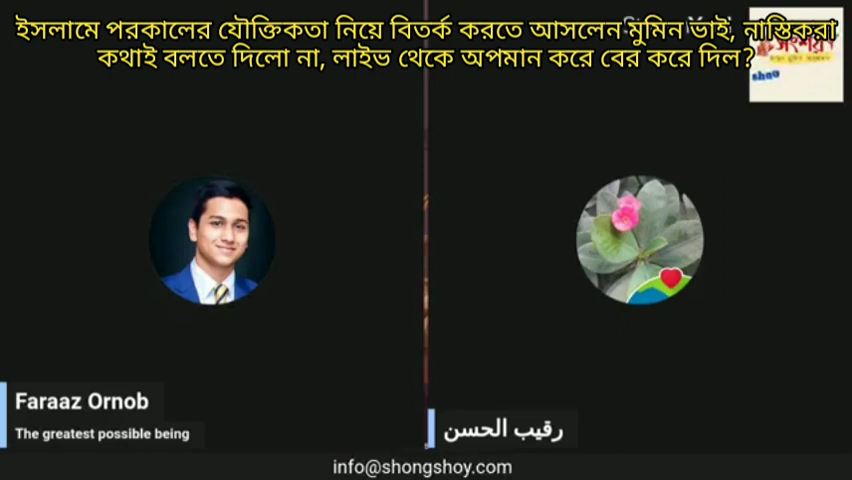 ইসলামে পরকালের যৌক্তিকতা নিয়ে বিতর্ক করতে আসলেন মুমিন ভাই, নাস্তিকরা
কথাই বলতে দিলো না, লাইভ থেকে অপমান করে বের করে দিল?
সংশয়
Faraaz Ornob
The greatest possible being
رقيب الحسن
info@shongshoy.com